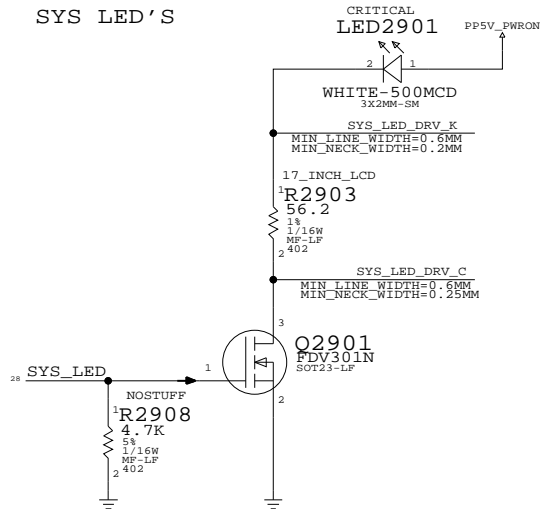 SYS LED'S
CRITICAL
LED2901
PP5V_PWRON
2
1
WHITE-500MCD
3X2MM-SM
SYS_LED_DRV_K
MIN_LINE_WIDTH=0.6MM
MIN_NECK_WIDTH=0.2MM
17_INCH_LCD
1
R2903
56.2
1%
1/16W
MF-LF
402
2
SYS_LED_DRV_C
MIN_LINE_WIDTH=0.6MM
MIN_NECK_WIDTH=0.25MM
3
Q2901
FDV301N
SOT23-LF
1
2
28 SYS_LED
NOSTUFF
1
R2908
4.7K
5%
1/16W
MF-LF
402
2